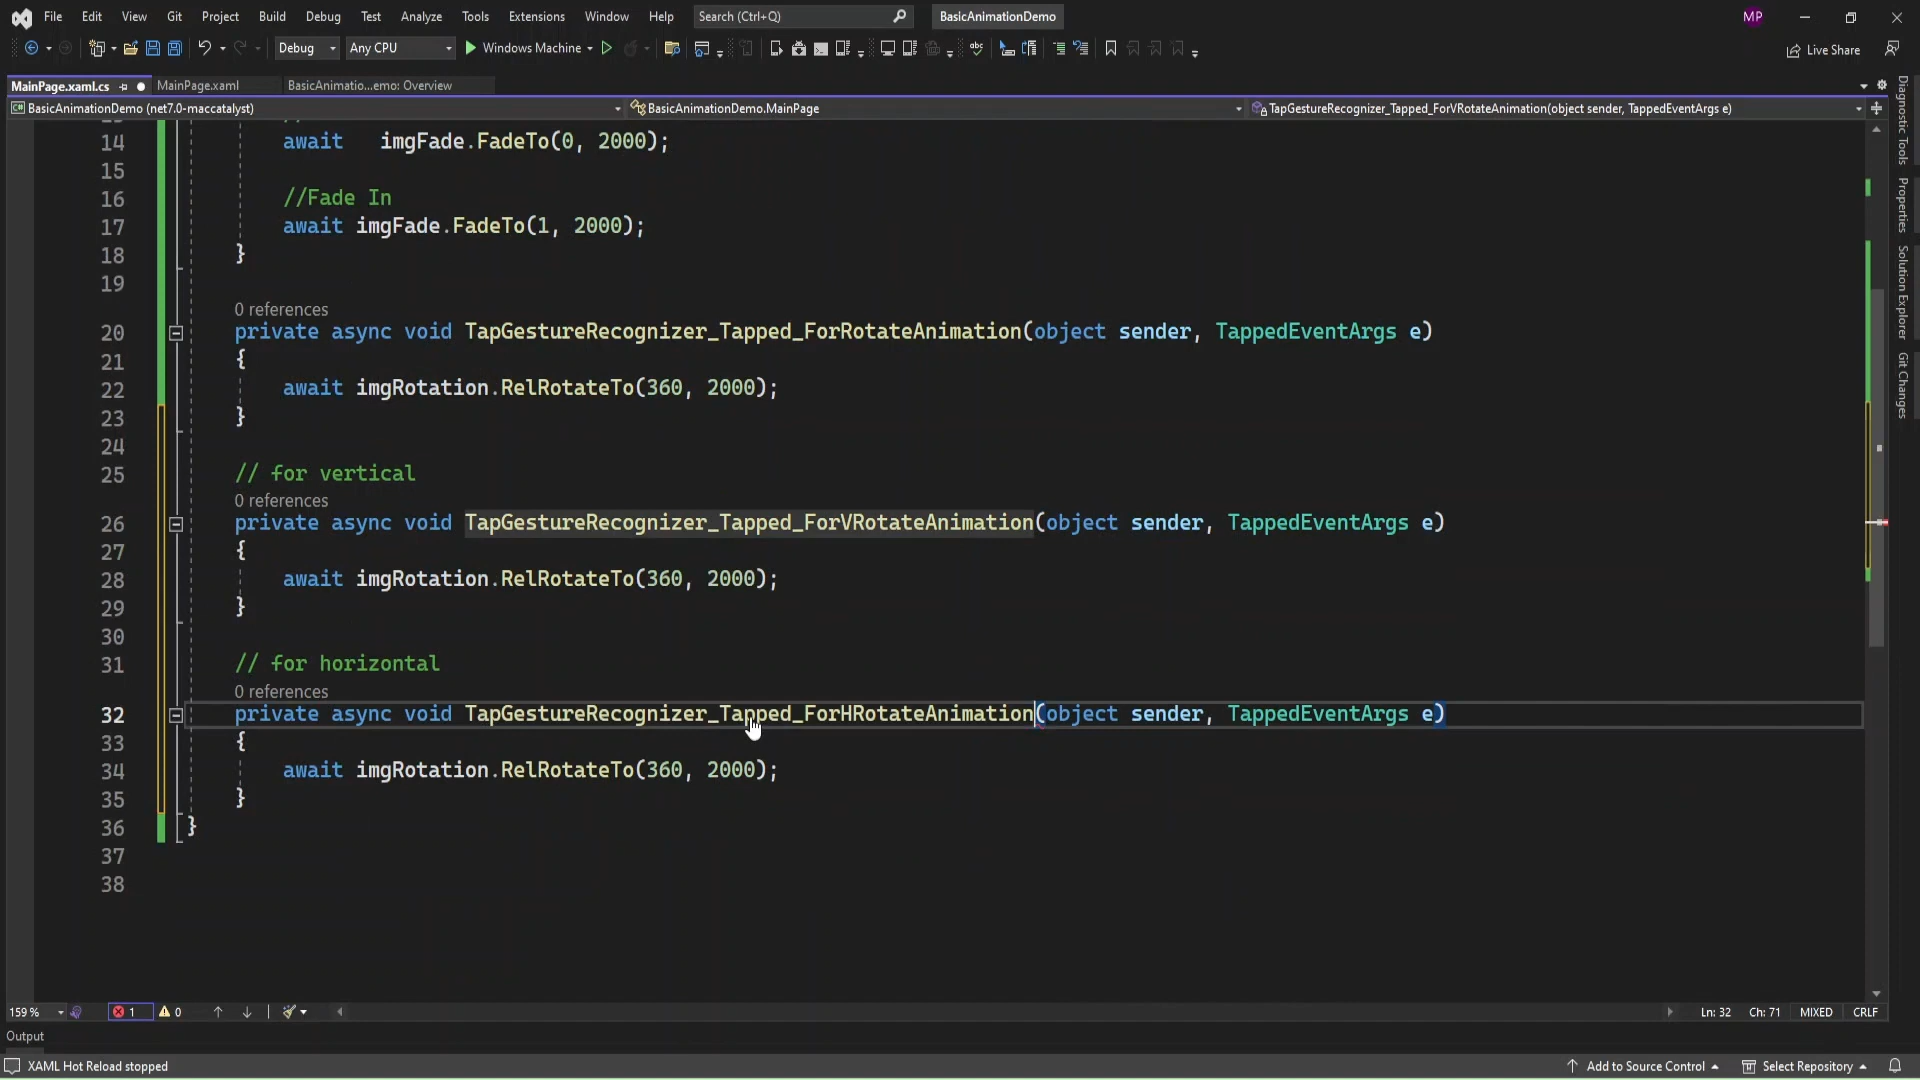 File Edit View Git Project Build Debug Test Analyze Tools Extensions Window Help Search (Ctrl+Q) BasicAnimationDemo MP
Debug Any CPU Windows Machine Live Share
MainPage.xaml.cs MainPage.xaml BasicAnimatio...emo: Overview
BasicAnimationDemo (net7.0-maccatalyst) BasicAnimationDemo.MainPage TapGestureRecognizer_Tapped_ForVRotateAnimation(object sender, TappedEventArgs e)
14 await imgFade.FadeTo(0, 2000);
15
16 //Fade In
17 await imgFade.FadeTo(1, 2000);
18 }
19
0 references
20 private async void TapGestureRecognizer_Tapped_ForRotateAnimation(object sender, TappedEventArgs e)
21 {
22 await imgRotation.RelRotateTo(360, 2000);
23 }
24
25 // for vertical
0 references
26 private async void TapGestureRecognizer_Tapped_ForVRotateAnimation(object sender, TappedEventArgs e)
27 {
28 await imgRotation.RelRotateTo(360, 2000);
29 }
30
31 // for horizontal
0 references
32 private async void TapGestureRecognizer_Tapped_ForHRotateAnimation(object sender, TappedEventArgs e)
33 {
34 await imgRotation.RelRotateTo(360, 2000);
35 }
36 }
37
38
Diagnostic Tools
Properties
Solution Explorer
Git Changes
159 % 1 0 Ln: 32 Ch: 71 MIXED CRLF
Output
XAML Hot Reload stopped Add to Source Control Select Repository